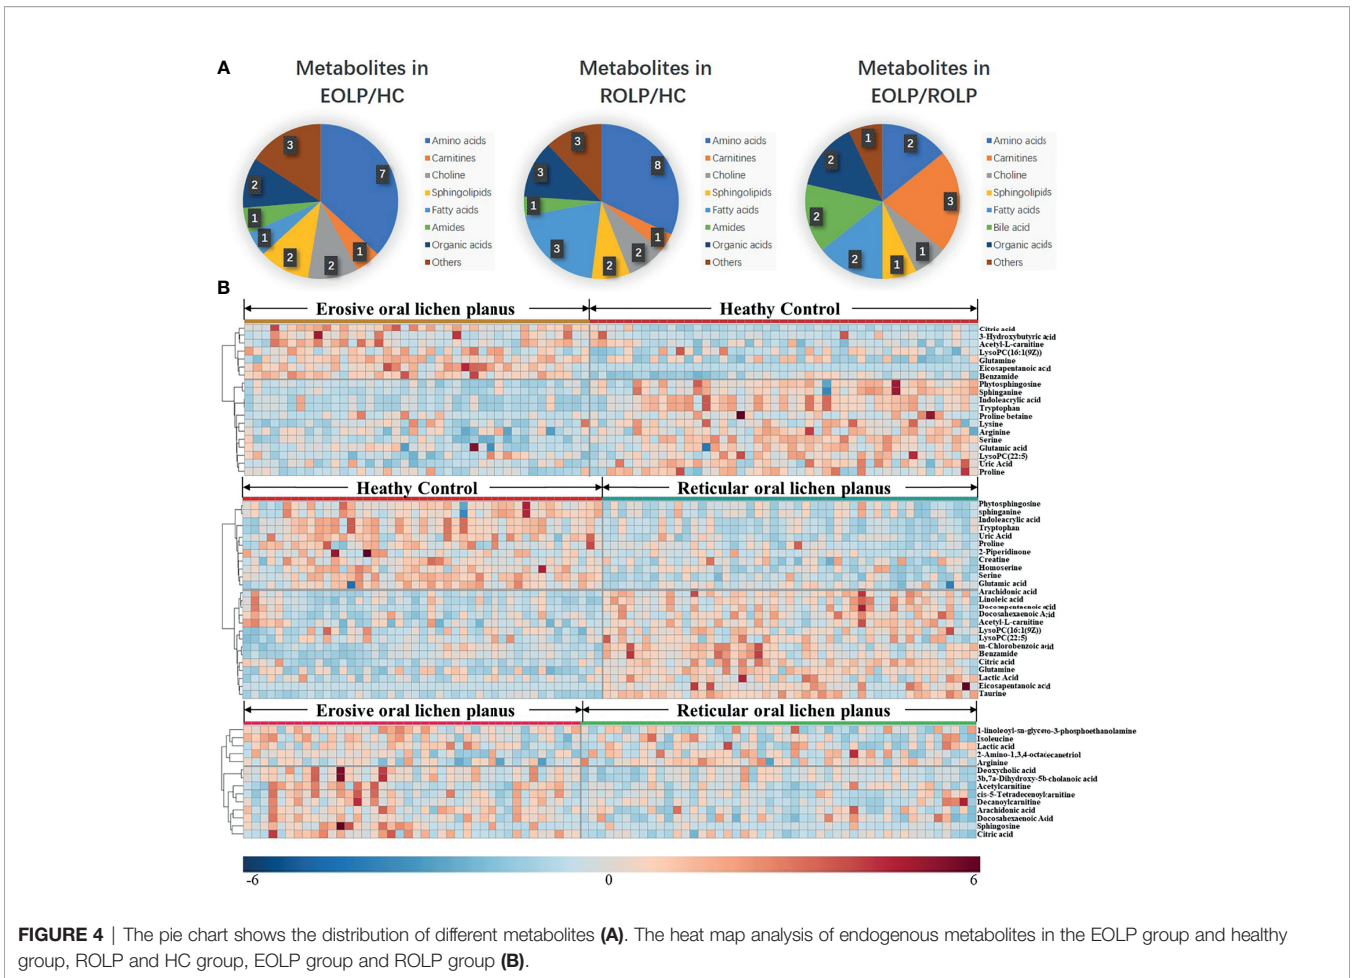 A
Metabolites in
EOLP/HC
Metabolites in
ROLP/HC
Metabolites in
EOLP/ROLP
3
7
2
1
1
2
2
1
Amino acids
Carnitines
Choline
Sphingolipids
Fatty acids
Amides
Organic acids
Others
3
8
3
1
3
2
2
1
Amino acids
Carnitines
Choline
Sphingolipids
Fatty acids
Amides
Organic acids
Others
1
2
2
3
2
2
1
1
Amino acids
Carnitines
Choline
Sphingolipids
Fatty acids
Bile acid
Organic acids
Others
B
Erosive oral lichen planus
Heathy Control
Citric acid
3-Hydroxybutyric acid
Acetyl-L-carnitine
LysoPC(16:1(9Z))
Glutamine
Eicosapentanoic acid
Benzamide
Phytosphingosine
Sphinganine
Indoleacrylic acid
Tryptophan
Proline betaine
Lysine
Arginine
Serine
Glutamic acid
LysoPC(22:5)
Uric Acid
Proline
Heathy Control
Reticular oral lichen planus
Phytosphingosine
sphinganine
Indoleacrylic acid
Tryptophan
Uric Acid
Proline
2-Piperidinone
Creatine
Homoserine
Serine
Glutamic acid
Arachidonic acid
Linoleic acid
Docosapentaenoic acid
Docosahexaenoic Acid
Acetyl-L-carnitine
LysoPC(16:1(9Z))
LysoPC(22:5)
m-Chlorobenzoic acid
Benzamide
Citric acid
Glutamine
Lactic Acid
Eicosapentanoic acid
Taurine
Erosive oral lichen planus
Reticular oral lichen planus
1-linoleoyl-sn-glyceto-3-phosphoethanolamine
Isoleucine
Lactic acid
2-Amino-1,3,4-octadecanetriol
Arginine
Deoxycholic acid
3b,7a-Dihydroxy-5b-cholanoic acid
Acetylcarnitine
cis-5-Tetradecenoylcarnitine
Decanoylcarnitine
Arachidonic acid
Docosahexaenoic Acid
Sphingosine
Citric acid
-6
0
6
FIGURE 4 | The pie chart shows the distribution of different metabolites (A). The heat map analysis of endogenous metabolites in the EOLP group and healthy
group, ROLP and HC group, EOLP group and ROLP group (B).